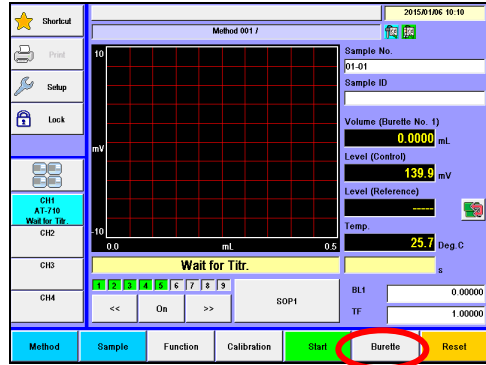 Shortcut
2015/01/06 10:10
Method 001 /
Print
Setup
Lock
10
mV
-10
0.0
mL
0.5
Sample No.
01-01
Sample ID
Volume (Burette No. 1)
0.0000 mL
Level (Control)
139.9 mV
Level (Reference)
-----
Temp.
25.7 Deg.C
s
CH1
AT-710
Wait for Titr.
CH2
CH3
CH4
Wait for Titr.
1 2 3 4 5 6 7 8 9
<< On >>
SOP1
BL1 0.00000
TF 1.00000
Method Sample Function Calibration Start Burette Reset